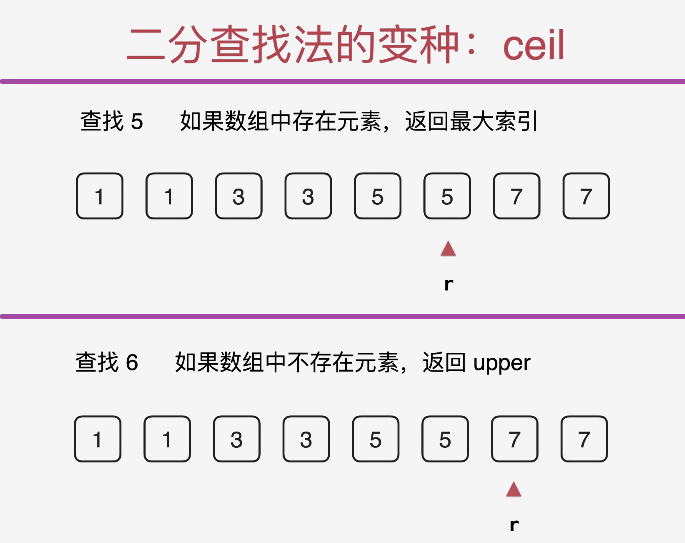 二分查找法的变种：ceil
查找 5 如果数组中存在元素，返回最大索引
1 1 3 3 5 5 7 7
r
查找 6 如果数组中不存在元素，返回 upper
1 1 3 3 5 5 7 7
r